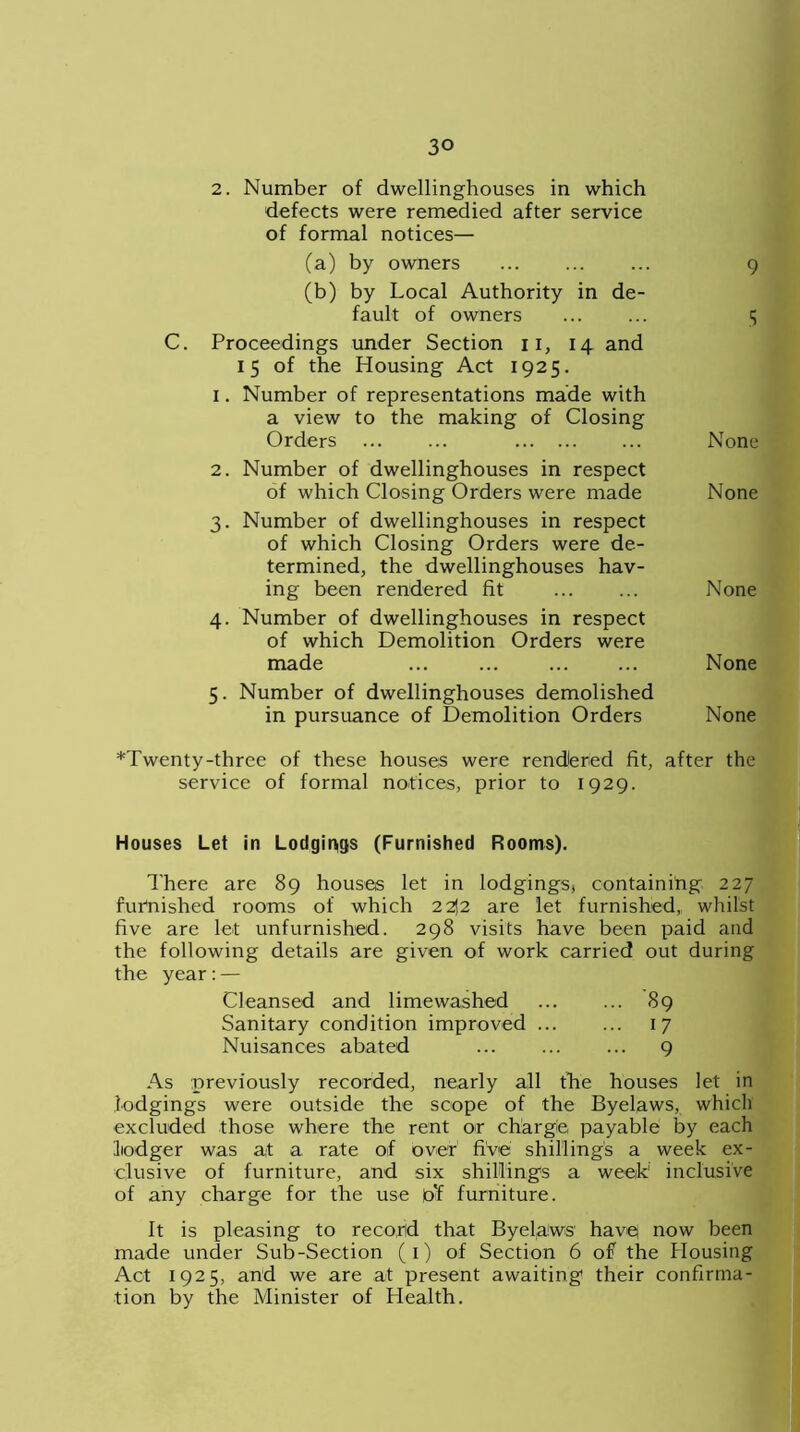 30
2. Number of dwellinghouses in which
defects were remedied after service
of formal notices—
(a) by owners ... ... ... 9
(b) by Local Authority in de-
fault of owners ... ... 5
C. Proceedings under Section 11, 14 and
15 of the Housing Act 1925.
1. Number of representations made with
a view to the making of Closing
Orders ... ... ... ... ... None
2. Number of dwellinghouses in respect
of which Closing Orders were made None
3. Number of dwellinghouses in respect
of which Closing Orders were de-
termined, the dwellinghouses hav-
ing been rendered fit ... ... None
4. Number of dwellinghouses in respect
of which Demolition Orders were
made ... ... ... ... None
5. Number of dwellinghouses demolished
in pursuance of Demolition Orders None
*Twenty-three of these houses were rendered fit, after the
service of formal notices, prior to 1929.
Houses Let in Lodgings (Furnished Rooms).
There are 89 houses let in lodgings, containing 227
furnished rooms of which 222 are let furnished, whilst
five are let unfurnished. 298 visits have been paid and
the following details are given of work carried out during
the year:—
Cleansed and limewashed ... ... 89
Sanitary condition improved ... ... 17
Nuisances abated ... ... ... 9
As previously recorded, nearly all the houses let in
lodgings were outside the scope of the Byelaws, which
excluded those where the rent or charge payable by each
lodger was at a rate of over five shillings a week ex-
clusive of furniture, and six shillings a week inclusive
of any charge for the use of furniture.
It is pleasing to record that Byelaws have now been
made under Sub-Section (1) of Section 6 of the Housing
Act 1925, and we are at present awaiting their confirma-
tion by the Minister of Health.